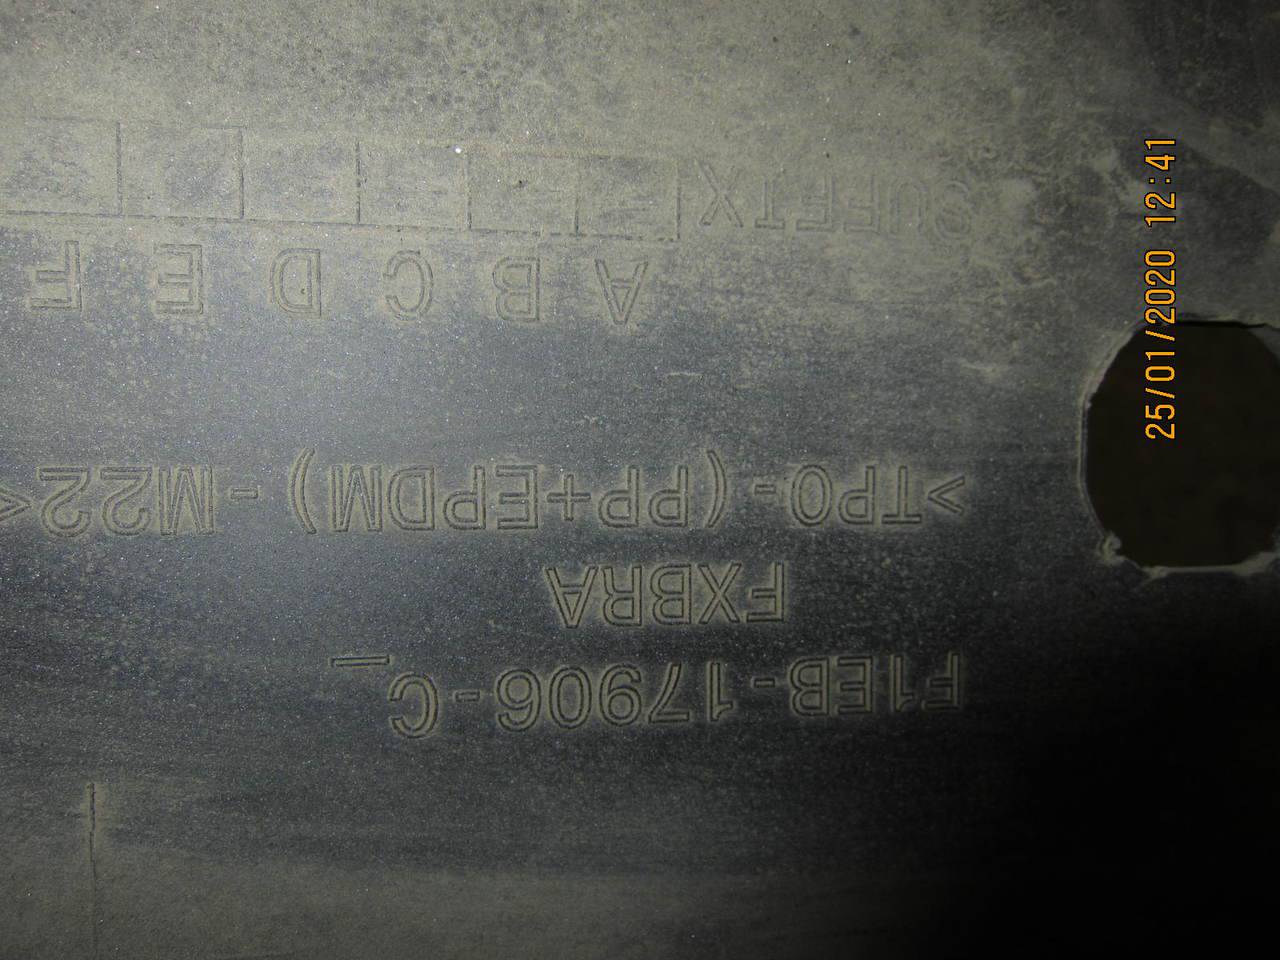 F1EB-17906-C_
FXBRA
>TPO-(PP+EPDM)-M22<
A B C D E F
SUFFIX
25/01/2020 12:41